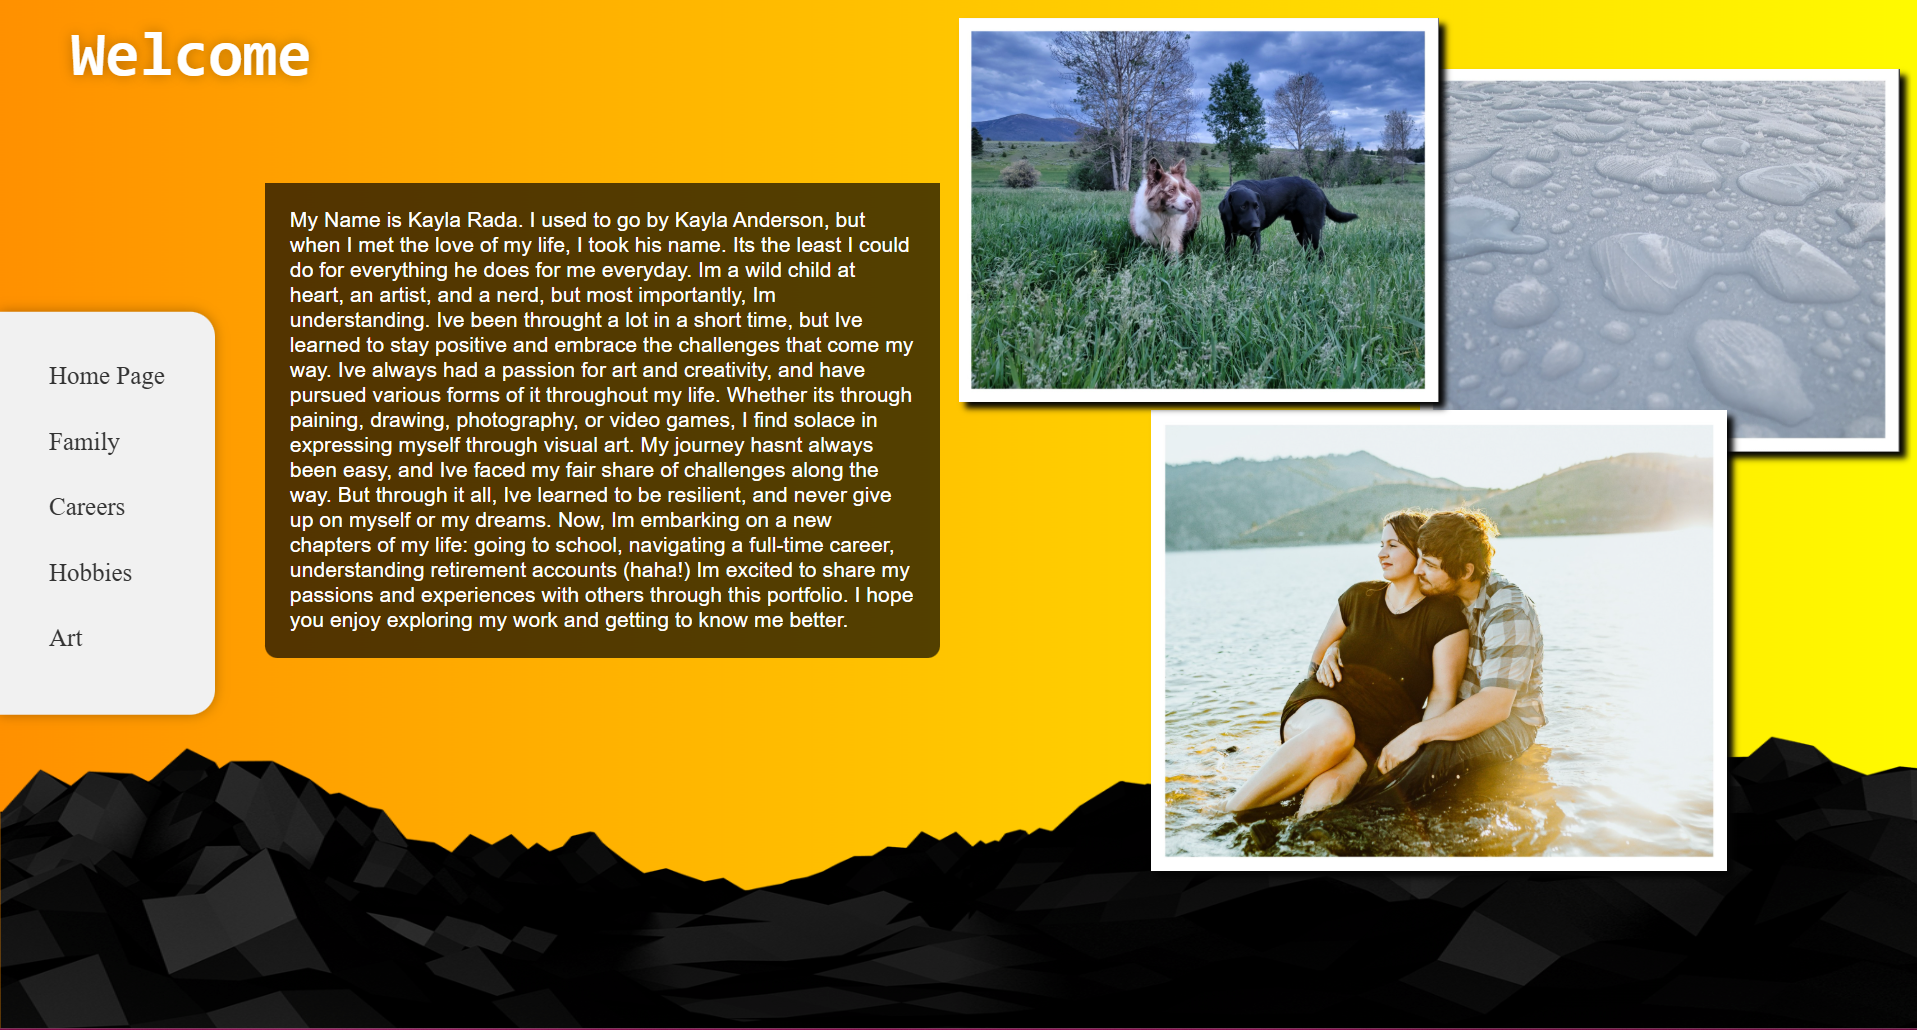 Welcome
My Name is Kayla Rada. I used to go by Kayla Anderson, but
when I met the love of my life, I took his name. Its the least I could
do for everything he does for me everyday. Im a wild child at
heart, an artist, and a nerd, but most importantly, Im
understanding. Ive been throught a lot in a short time, but Ive
learned to stay positive and embrace the challenges that come my
way. Ive always had a passion for art and creativity, and have
pursued various forms of it throughout my life. Whether its through
paining, drawing, photography, or video games, I find solace in
expressing myself through visual art. My journey hasnt always
been easy, and Ive faced my fair share of challenges along the
way. But through it all, Ive learned to be resilient, and never give
up on myself or my dreams. Now, Im embarking on a new
chapters of my life: going to school, navigating a full-time career,
understanding retirement accounts (haha!) Im excited to share my
passions and experiences with others through this portfolio. I hope
you enjoy exploring my work and getting to know me better.
Home Page
Family
Careers
Hobbies
Art